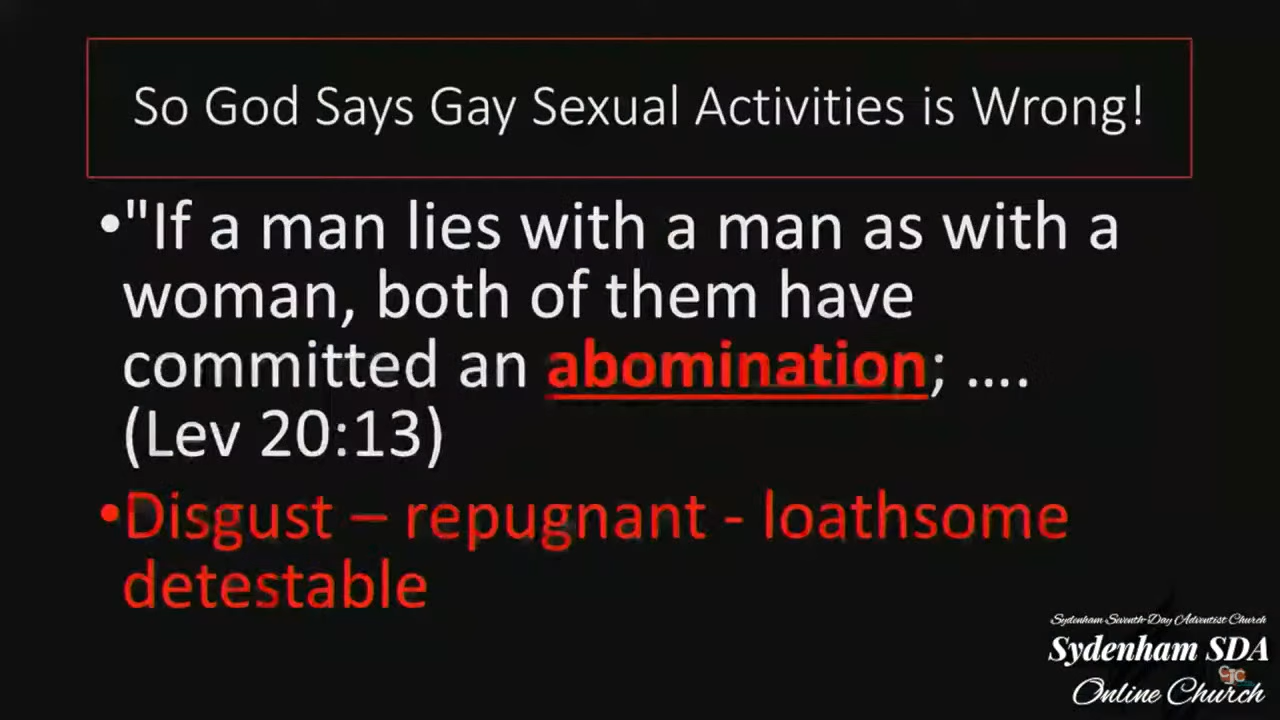 So God Says Gay Sexual Activities is Wrong!
•"If a man lies with a man as with a
woman, both of them have
committed an abomination; ....
(Lev 20:13)
•Disgust – repugnant - loathsome
detestable
Sydenham Seventh-Day Adventist Church
Sydenham SDA
CJC
Online Church